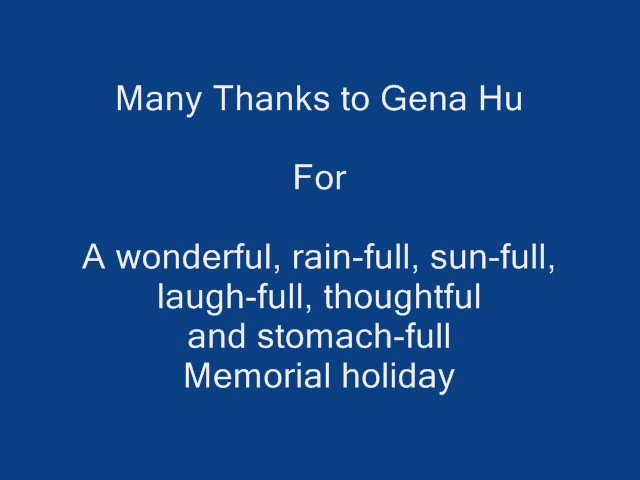 Many Thanks to Gena Hu
For
A wonderful, rain-full, sun-full,
laugh-full, thoughtful
and stomach-full
Memorial holiday